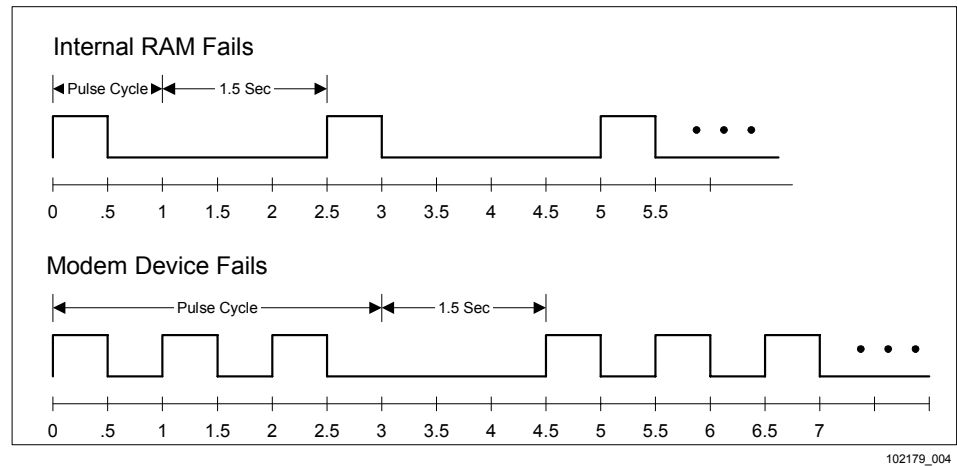 Internal RAM Fails
Pulse Cycle 1.5 Sec
0 .5 1 1.5 2 2.5 3 3.5 4 4.5 5 5.5
Modem Device Fails
Pulse Cycle 1.5 Sec
0 .5 1 1.5 2 2.5 3 3.5 4 4.5 5 5.5 6 6.5 7
102179_004